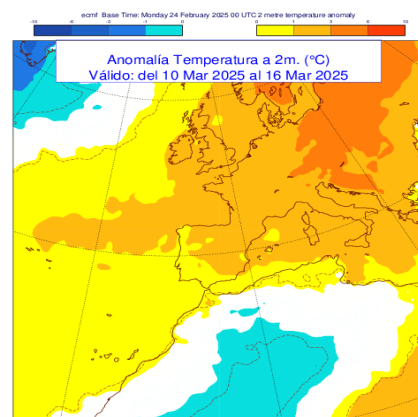 ecmf Base Time: Monday 24 February 2025 00 UTC 2 metre temperature anomaly
Anomalía Temperatura a 2m. (°C)
Válido: del 10 Mar 2025 al 16 Mar 2025